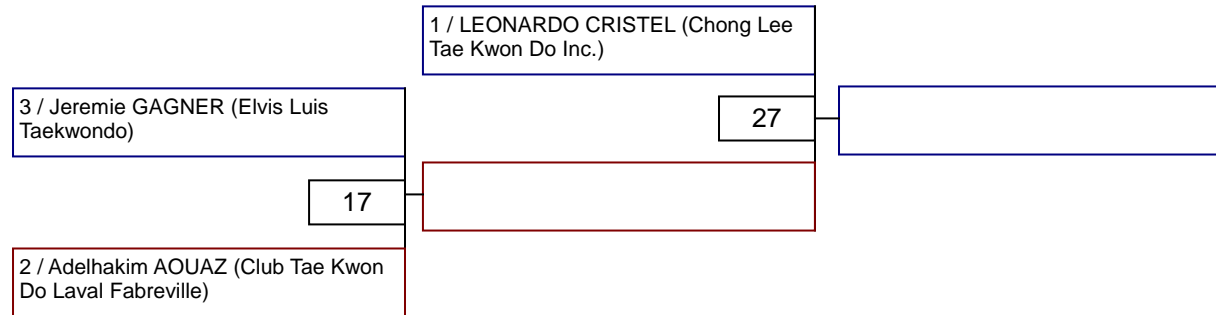 1 / LEONARDO CRISTEL (Chong Lee
Tae Kwon Do Inc.)
3 / Jeremie GAGNER (Elvis Luis
Taekwondo)
27
17
2 / Adelhakim AOUAZ (Club Tae Kwon
Do Laval Fabreville)